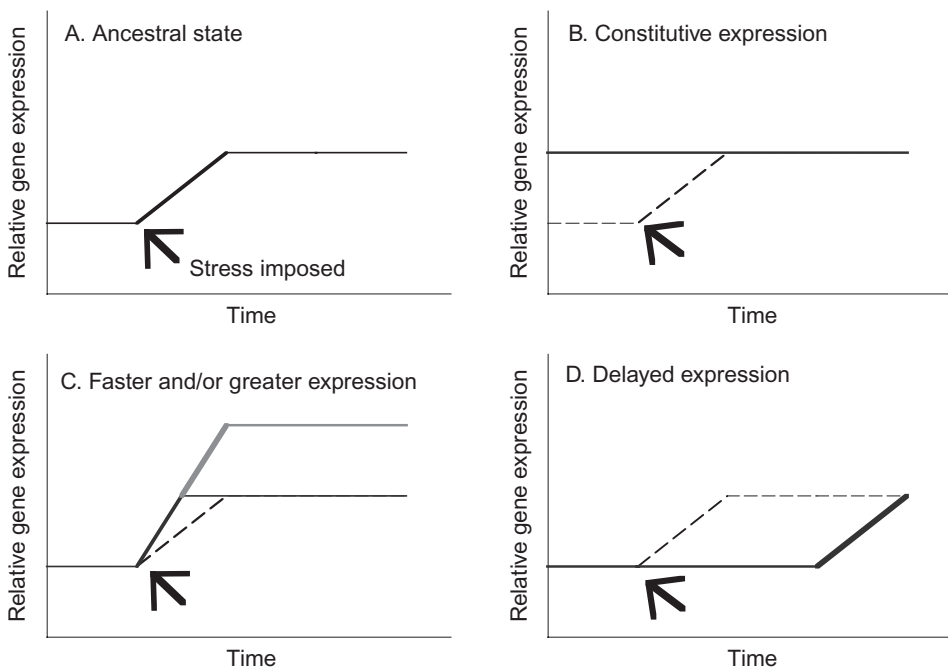 A. Ancestral state
Relative gene expression
Stress imposed
Time
B. Constitutive expression
Relative gene expression
Time
C. Faster and/or greater expression
Relative gene expression
Time
D. Delayed expression
Relative gene expression
Time